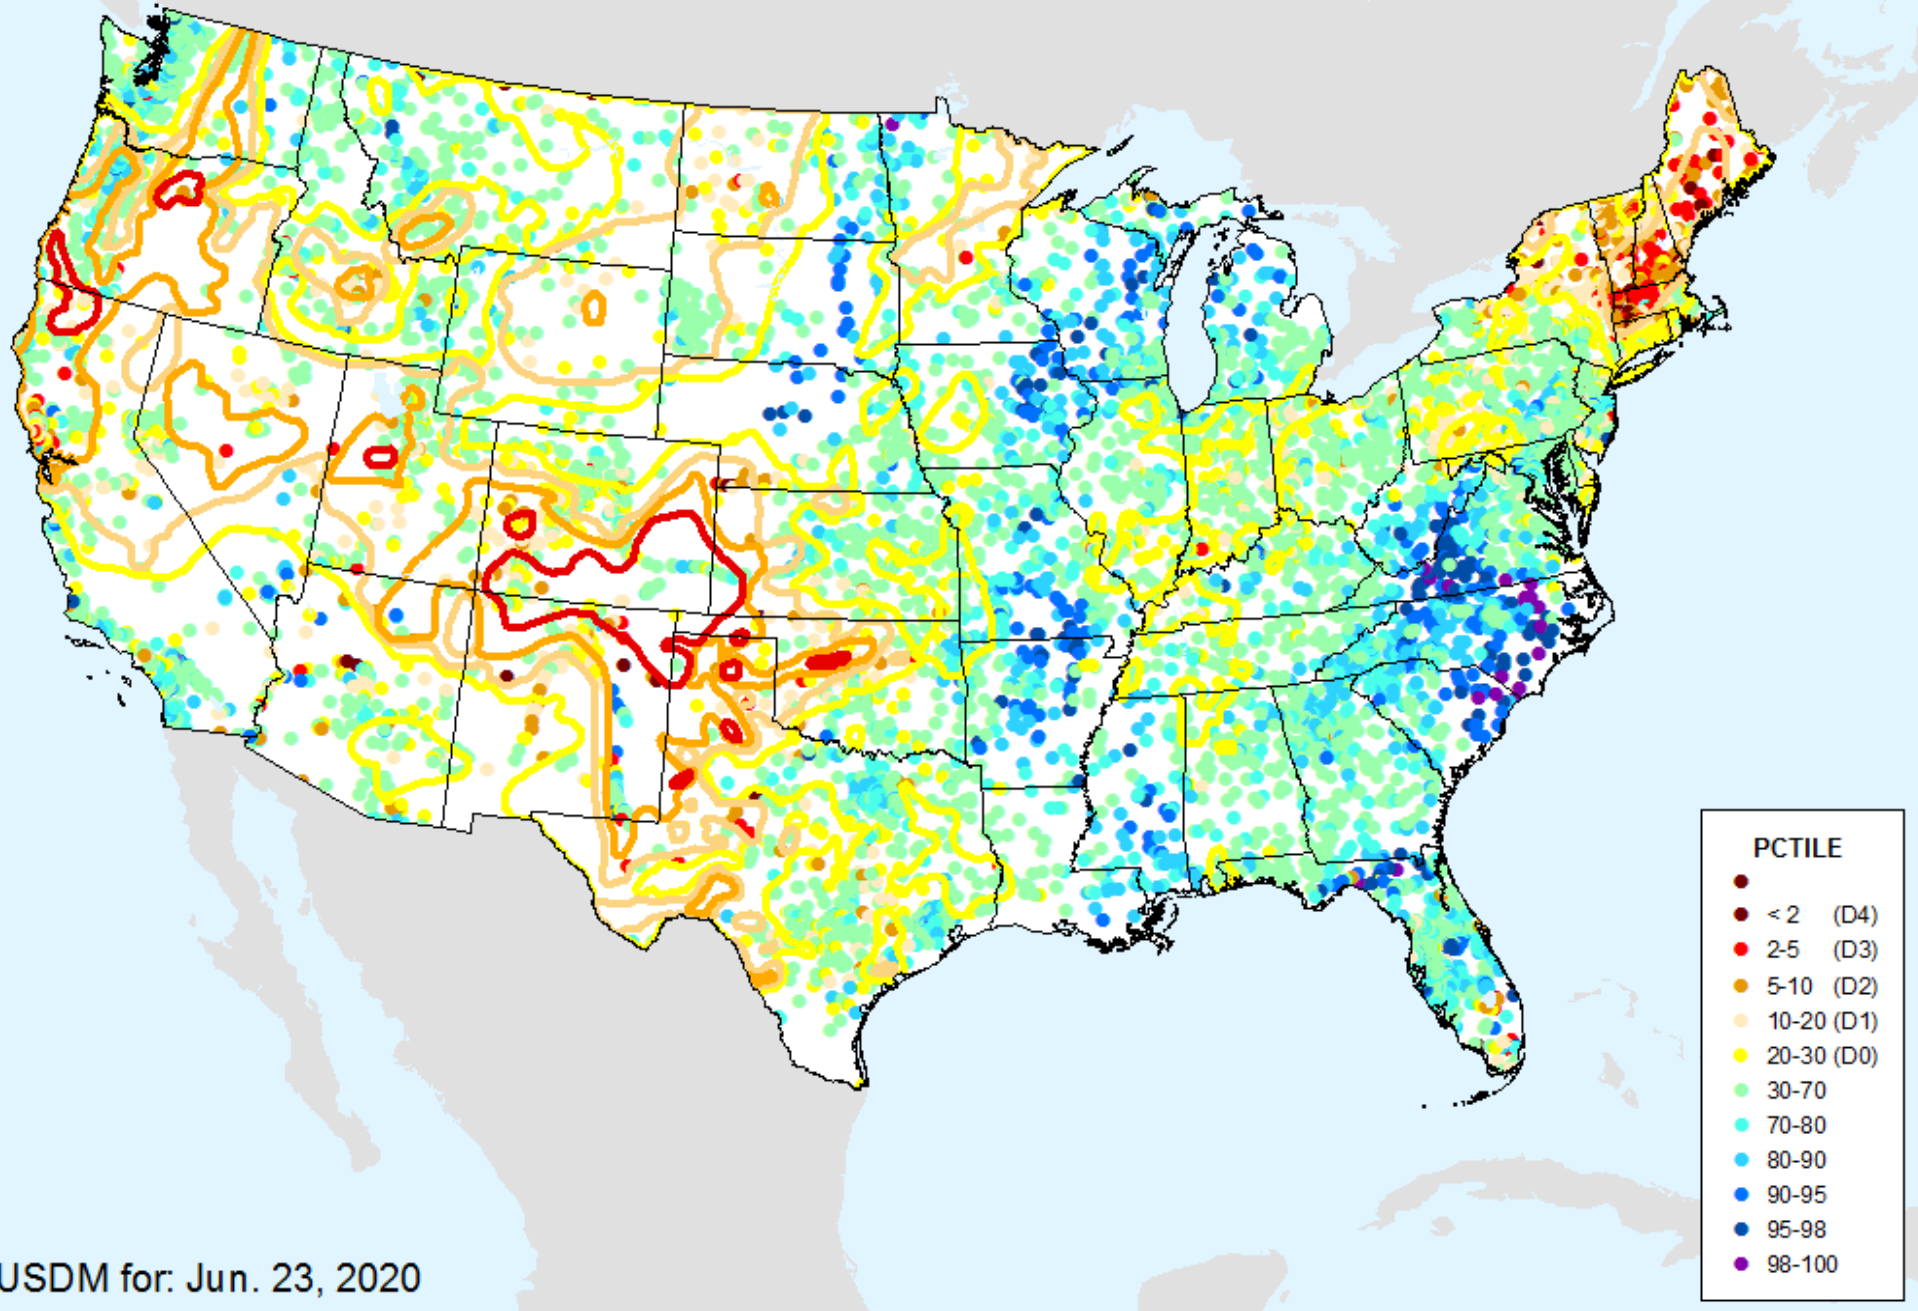 PCTILE
< 2 (D4)
2-5 (D3)
5-10 (D2)
10-20 (D1)
20-30 (D0)
30-70
70-80
80-90
90-95
95-98
98-100
USDM for: Jun. 23, 2020